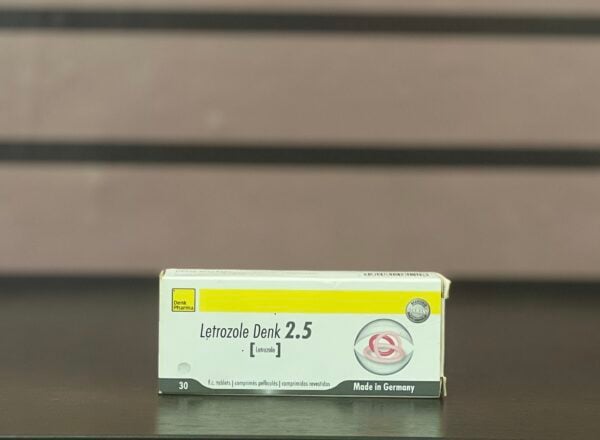 Denk
Pharma
Letrozole Denk 2.5
[Letrozole]
30
f.c. tablets | comprimés pelliculés | comprimidos revestidos
Made in Germany